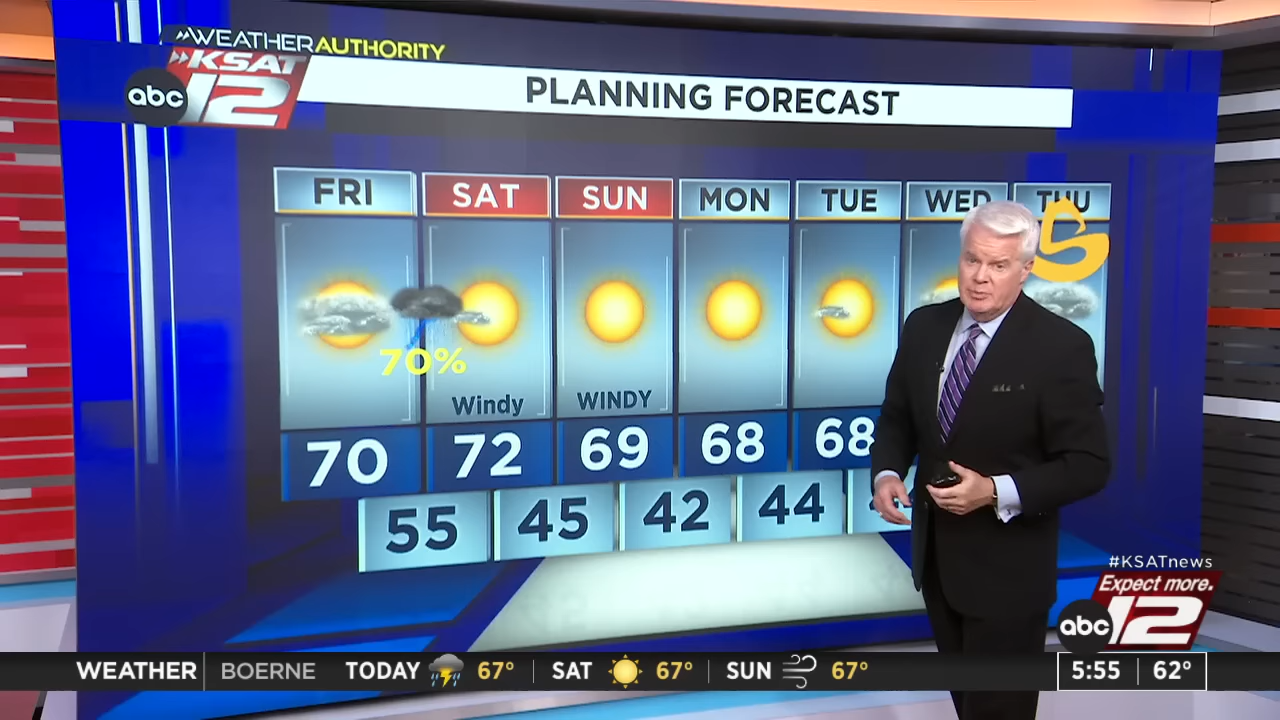 WEATHER AUTHORITY
KSAT
abc 12
PLANNING FORECAST
FRI SAT SUN MON TUE WED THU
70%
Windy WINDY
70 72 69 68 68
55 45 42 44
#KSATnews
Expect more.
abc 12
WEATHER BOERNE TODAY 67° SAT 67° SUN 67° 5:55 62°